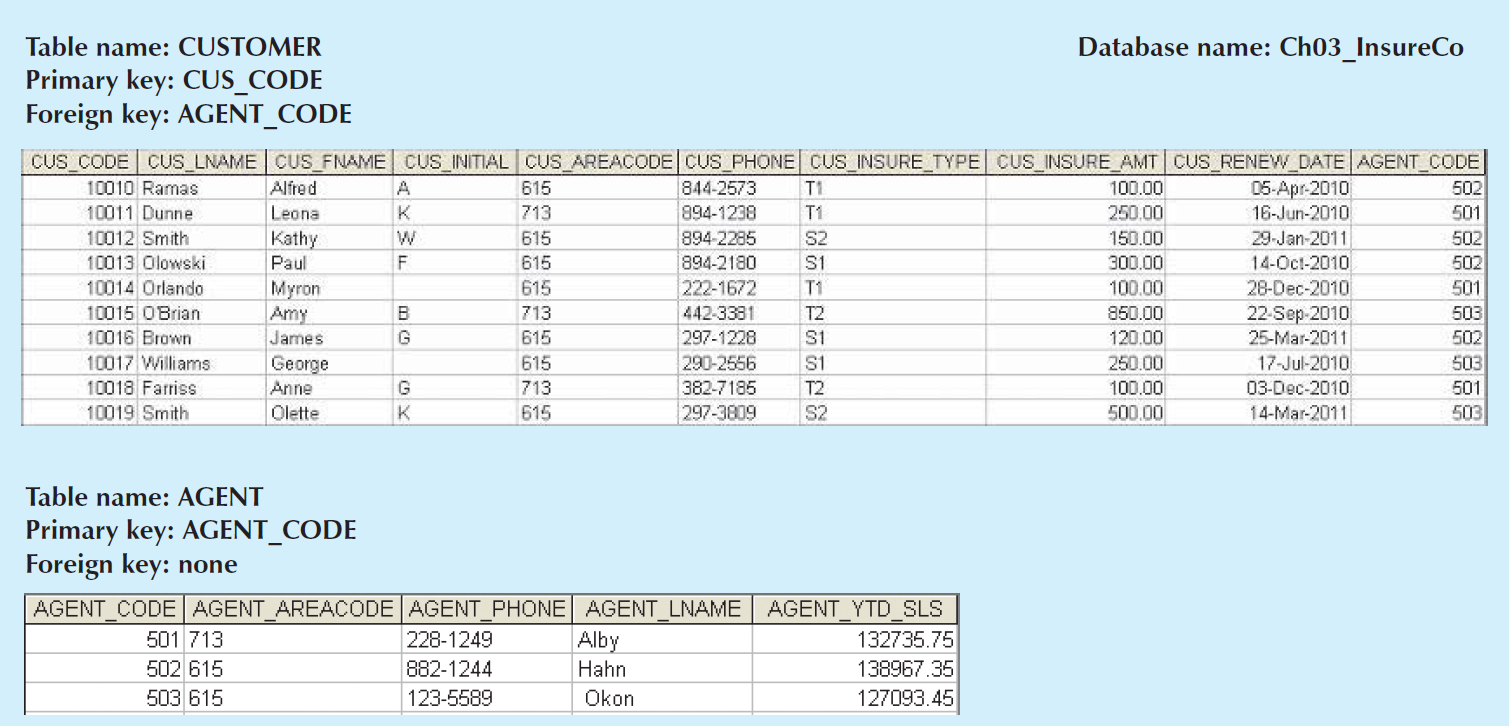 Table name: CUSTOMER Database name: Ch03_InsureCo
Primary key: CUS_CODE
Foreign key: AGENT_CODE
CUS_CODE CUS_LNAME CUS_FNAME CUS_INITIAL CUS_AREACODE CUS_PHONE CUS_INSURE_TYPE CUS_INSURE_AMT CUS_RENEW_DATE AGENT_CODE
10010 Ramas Alfred A 615 844-2573 T1 100.00 05-Apr-2010 502
10011 Dunne Leona K 713 894-1238 T1 250.00 16-Jun-2010 501
10012 Smith Kathy W 615 894-2285 S2 150.00 29-Jan-2011 502
10013 Olowski Paul F 615 894-2180 S1 300.00 14-Oct-2010 502
10014 Orlando Myron 615 222-1672 T1 100.00 28-Dec-2010 501
10015 O'Brian Amy B 713 442-3381 T2 850.00 22-Sep-2010 503
10016 Brown James G 615 297-1228 S1 120.00 25-Mar-2011 502
10017 Williams George 615 290-2556 S1 250.00 17-Jul-2010 503
10018 Farriss Anne G 713 382-7185 T2 100.00 03-Dec-2010 501
10019 Smith Olette K 615 297-3809 S2 500.00 14-Mar-2011 503
Table name: AGENT
Primary key: AGENT_CODE
Foreign key: none
AGENT_CODE AGENT_AREACODE AGENT_PHONE AGENT_LNAME AGENT_YTD_SLS
501 713 228-1249 Alby 132735.75
502 615 882-1244 Hahn 138967.35
503 615 123-5589 Okon 127093.45